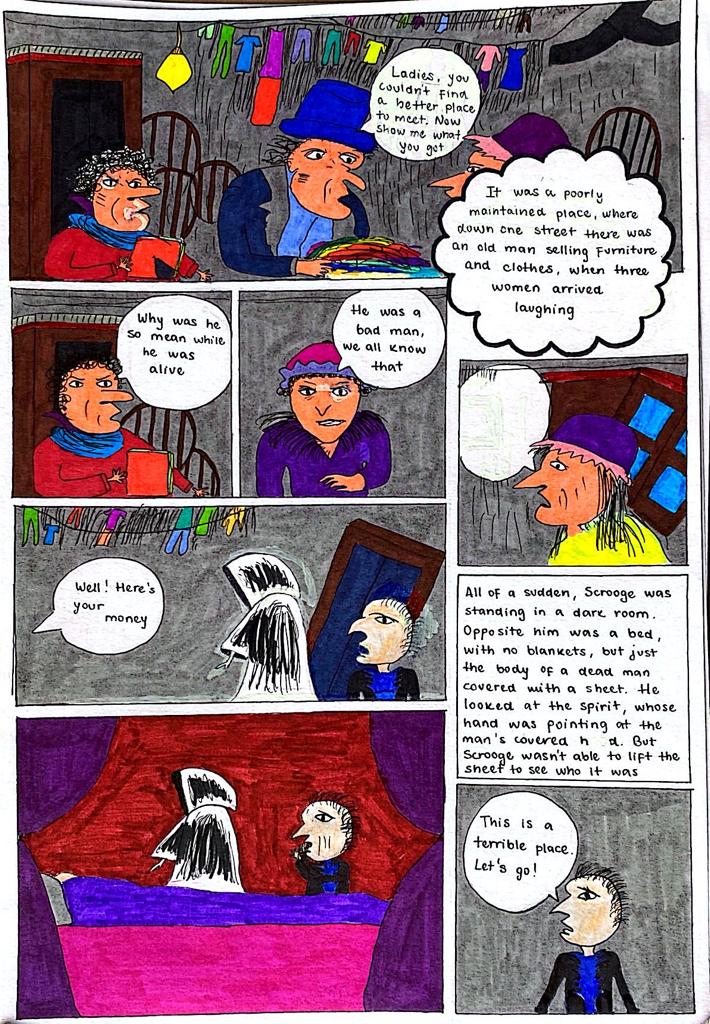 Ladies, you
couldn't find
a better place
to meet. Now
show me what
you got
It was a poorly
maintained place, where
down one street there was
an old man selling furniture
and clothes, when three
women arrived
laughing
Why was he
so mean while
he was
alive
He was a
bad man,
we all know
that
Well! Here's
your
money
All of a sudden, Scrooge was
standing in a dark room.
Opposite him was a bed,
with no blankets, but just
the body of a dead man
covered with a sheet. He
looked at the spirit, whose
hand was pointing at the
man's covered h d. But
Scrooge wasn't able to lift the
sheet to see who it was
This is a
terrible place.
Let's go!